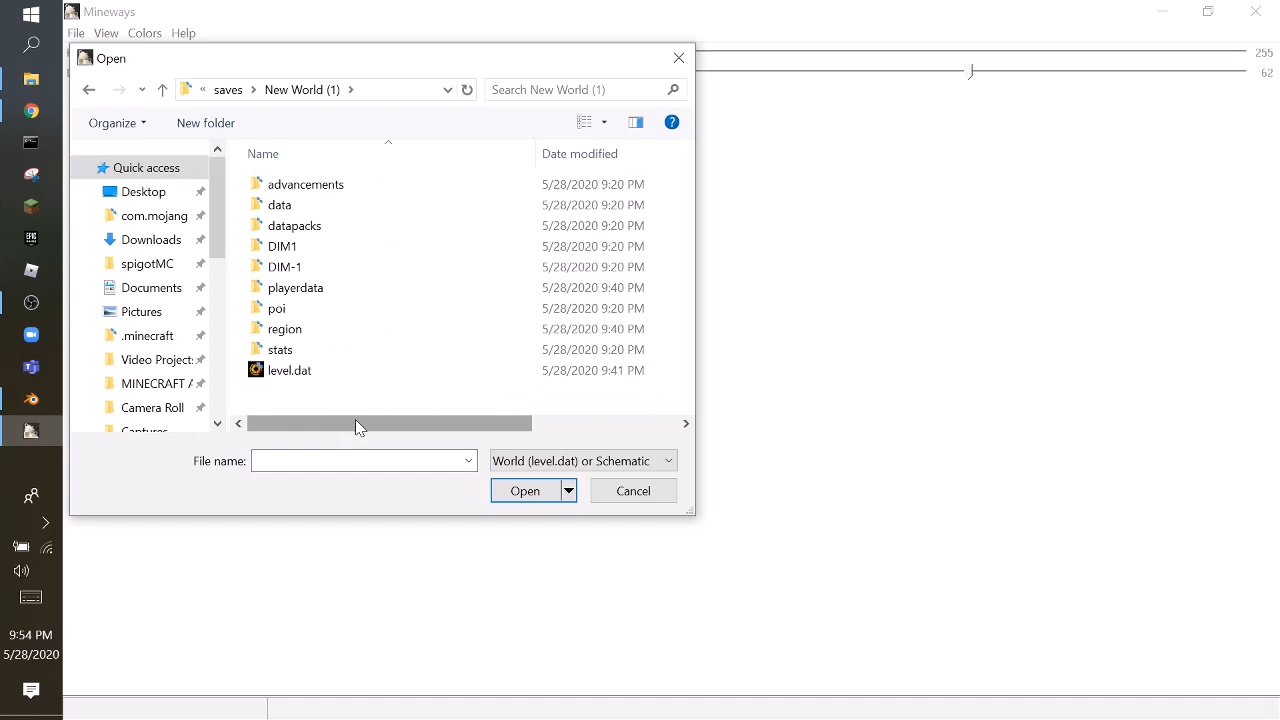 Mineways
File View Colors Help
Open
« saves New World (1)
Search New World (1)
255
62
Organize
New folder
Name
Date modified
Quick access
Desktop
com.mojang
Downloads
spigotMC
Documents
Pictures
.minecraft
Video Project:
MINECRAFT A
Camera Roll
advancements 5/28/2020 9:20 PM
data 5/28/2020 9:20 PM
datapacks 5/28/2020 9:20 PM
DIM1 5/28/2020 9:20 PM
DIM-1 5/28/2020 9:20 PM
playerdata 5/28/2020 9:40 PM
poi 5/28/2020 9:20 PM
region 5/28/2020 9:40 PM
stats 5/28/2020 9:20 PM
level.dat 5/28/2020 9:41 PM
File name:
World (level.dat) or Schematic
Open
Cancel
EPIC
GAMES
9:54 PM
5/28/2020